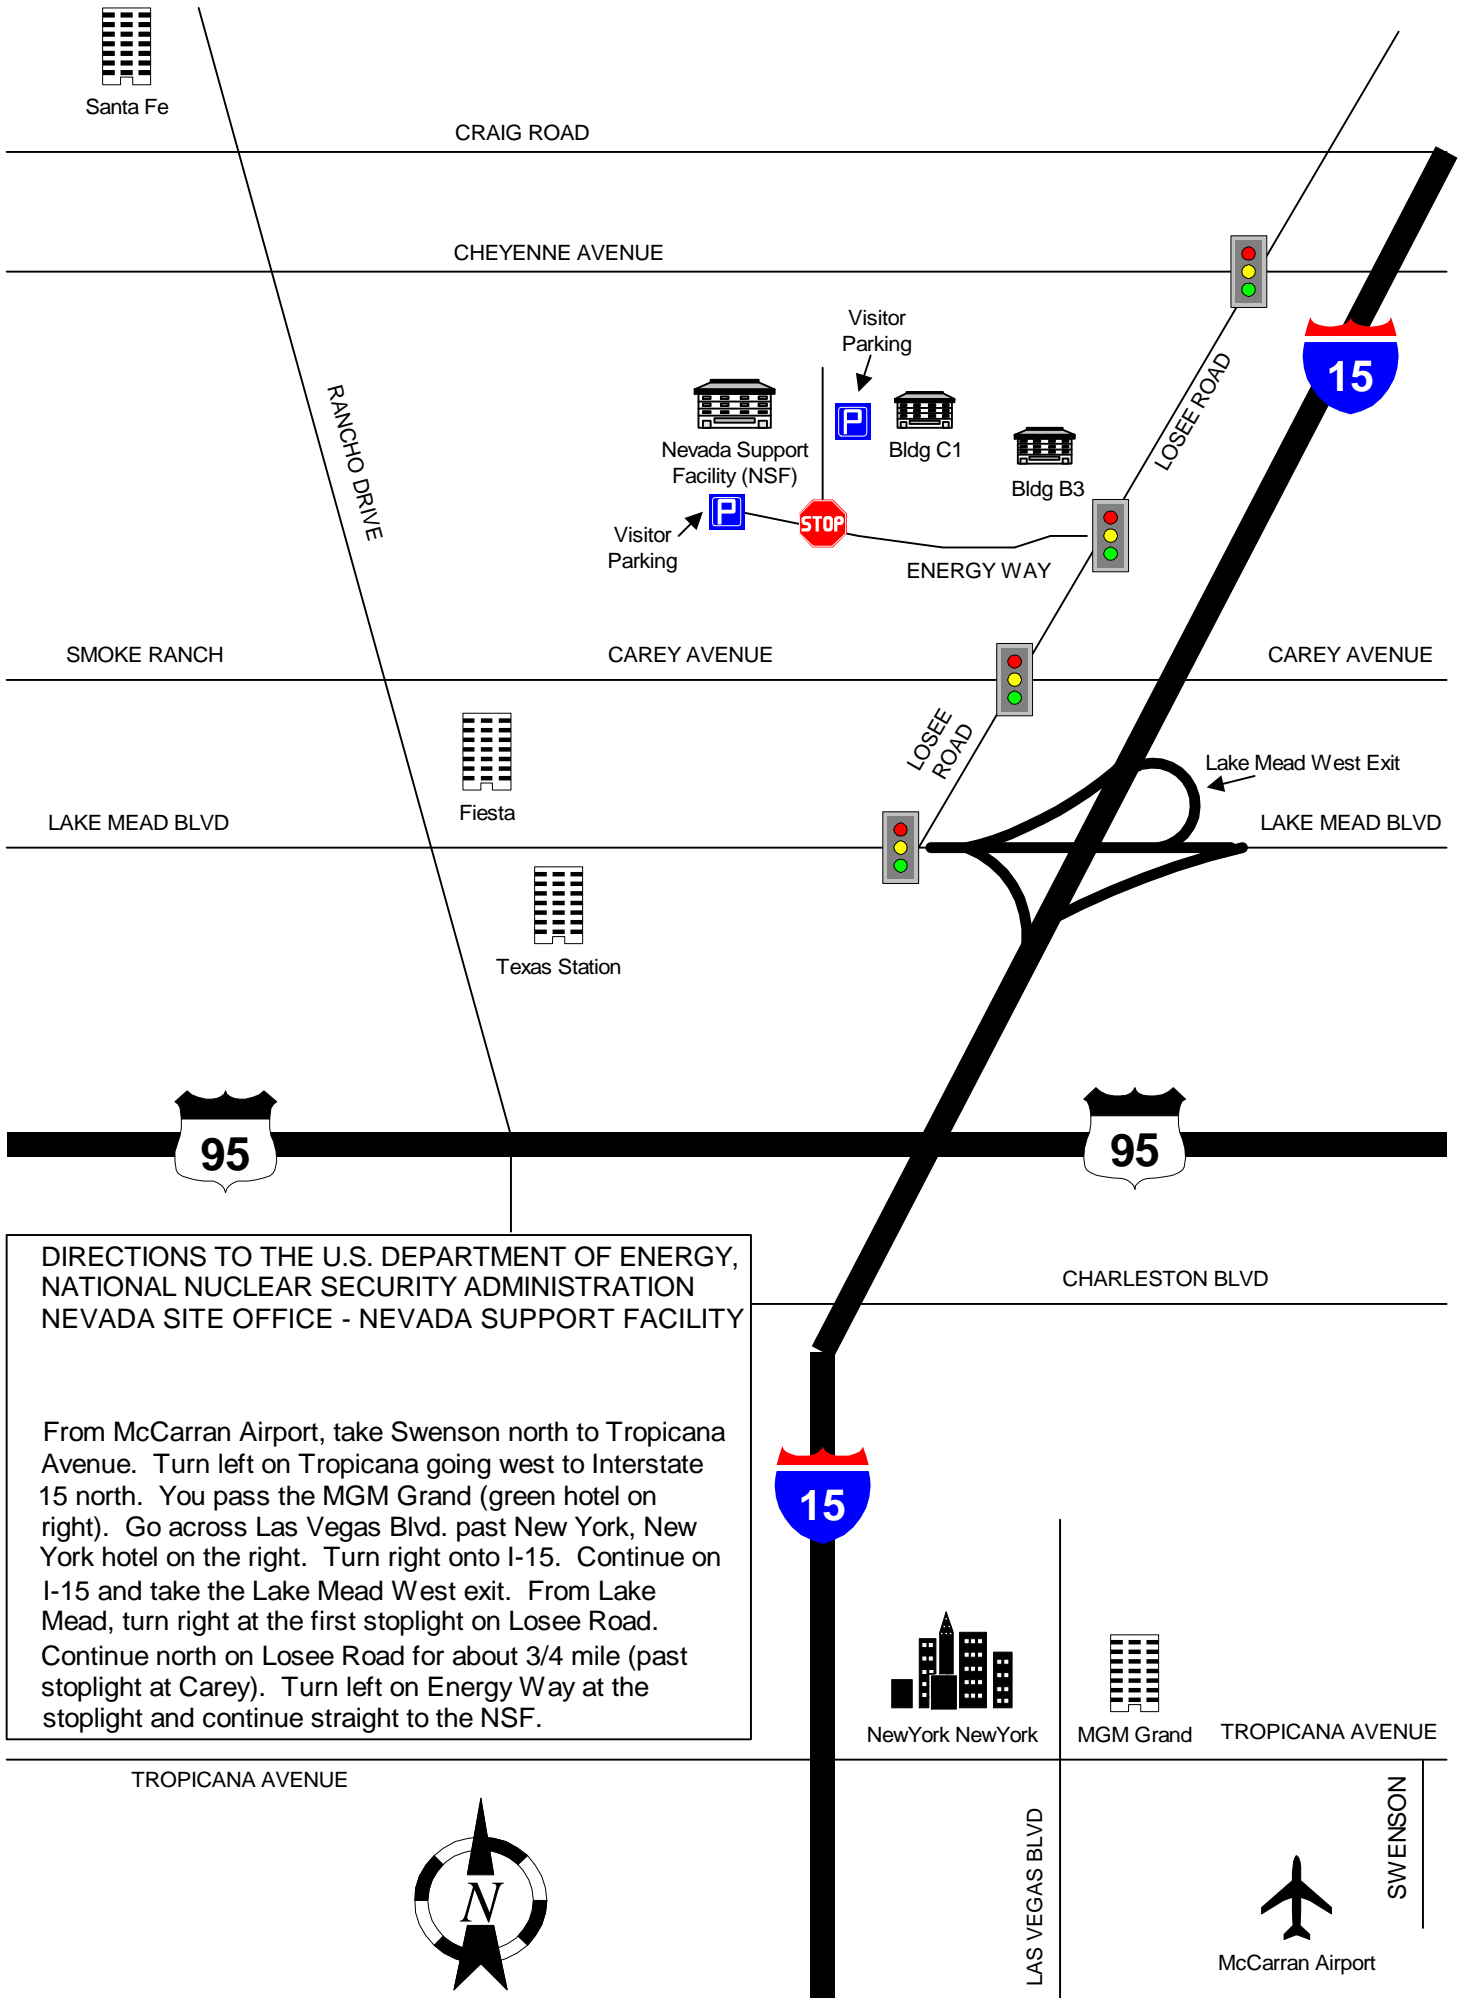 Santa Fe
CRAIG ROAD
CHEYENNE AVENUE
Visitor
Parking
15
LOSEE ROAD
RANCHO DRIVE
P
Nevada Support
Facility (NSF)
Bldg C1
Bldg B3
P
STOP
Visitor
Parking
ENERGY WAY
SMOKE RANCH
CAREY AVENUE
CAREY AVENUE
LOSEE
ROAD
Lake Mead West Exit
Fiesta
LAKE MEAD BLVD
LAKE MEAD BLVD
Texas Station
95
95
DIRECTIONS TO THE U.S. DEPARTMENT OF ENERGY,
NATIONAL NUCLEAR SECURITY ADMINISTRATION
NEVADA SITE OFFICE - NEVADA SUPPORT FACILITY
CHARLESTON BLVD
From McCarran Airport, take Swenson north to Tropicana
Avenue. Turn left on Tropicana going west to Interstate
15 north. You pass the MGM Grand (green hotel on
right). Go across Las Vegas Blvd. past New York, New
York hotel on the right. Turn right onto I-15. Continue on
I-15 and take the Lake Mead West exit. From Lake
Mead, turn right at the first stoplight on Losee Road.
Continue north on Losee Road for about 3/4 mile (past
stoplight at Carey). Turn left on Energy Way at the
stoplight and continue straight to the NSF.
15
NewYork NewYork
MGM Grand
TROPICANA AVENUE
TROPICANA AVENUE
SWENSON
LAS VEGAS BLVD
N
McCarran Airport